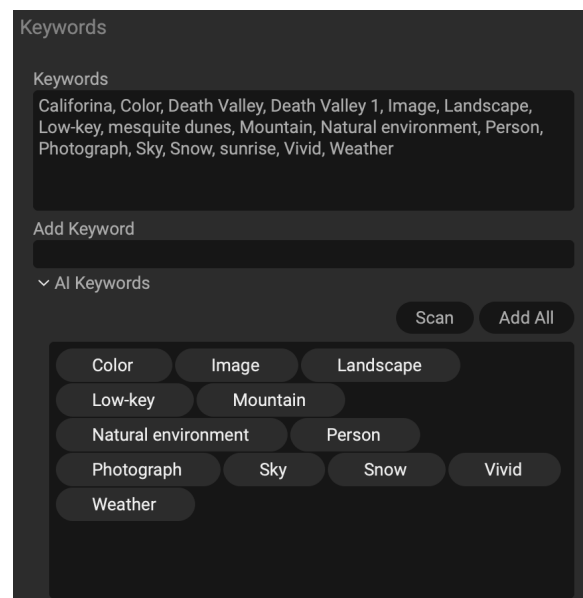 Keywords
Keywords
Califorina, Color, Death Valley, Death Valley 1, Image, Landscape,
Low-key, mesquite dunes, Mountain, Natural environment, Person,
Photograph, Sky, Snow, sunrise, Vivid, Weather
Add Keyword
AI Keywords
Scan Add All
Color Image Landscape
Low-key Mountain
Natural environment Person
Photograph Sky Snow Vivid
Weather